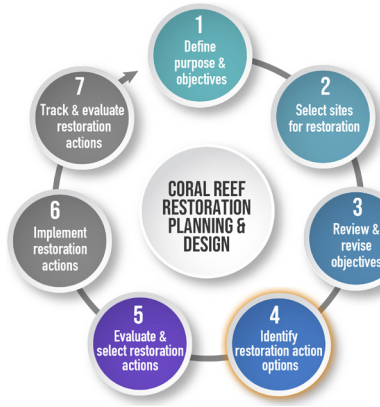 1
Define
purpose &
objectives
2
Select sites
for restoration
3
Review &
revise
objectives
4
Identify
restoration action
options
5
Evaluate &
select restoration
actions
6
Implement
restoration
actions
7
Track & evaluate
restoration
actions
CORAL REEF
RESTORATION
PLANNING &
DESIGN